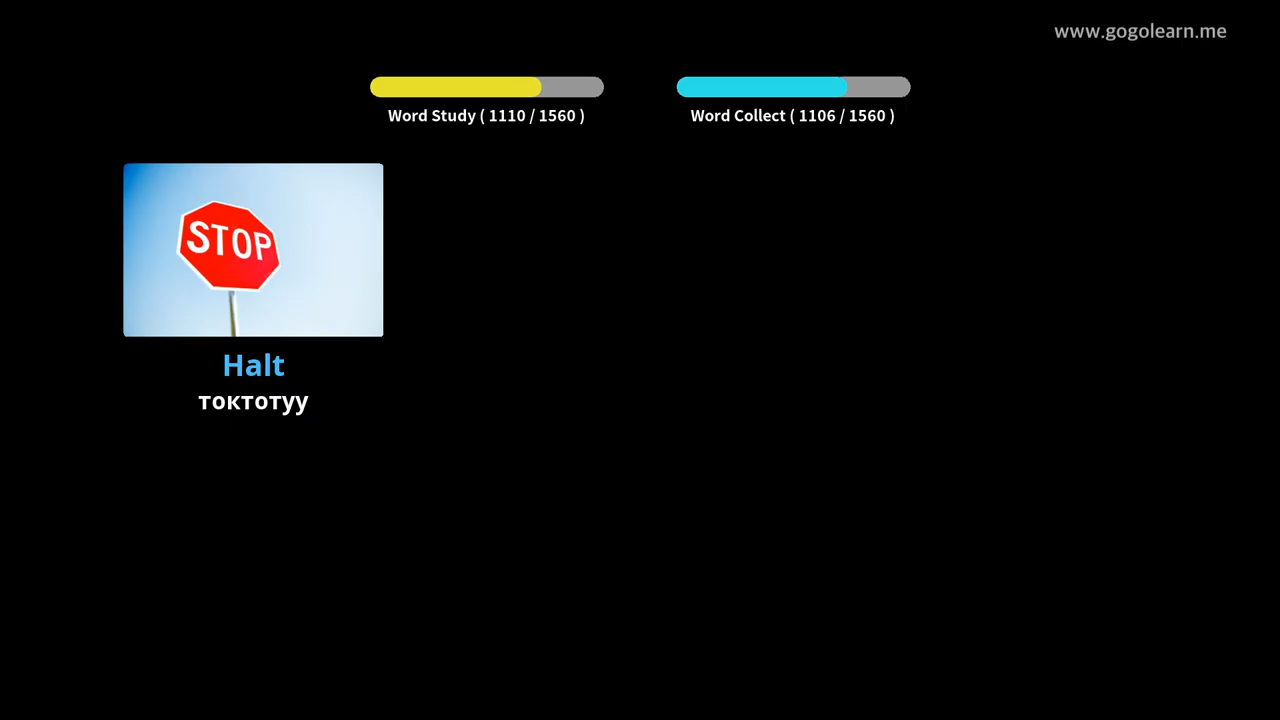 www.gogolearn.me
Word Study ( 1110 / 1560 )
Word Collect ( 1106 / 1560 )
STOP
Halt
токтотуу